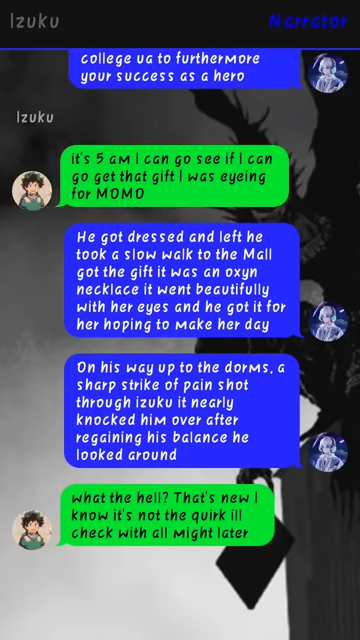 Izuku
Narrator
college ua to furthermore
your success as a hero
Izuku
it's 5 am I can go see if I can
go get that gift I was eyeing
for MOMO
He got dressed and left he
took a slow walk to the Mall
got the gift it was an oxyn
necklace it went beautifully
with her eyes and he got it for
her hoping to make her day
On his way up to the dorms, a
sharp strike of pain shot
through izuku it nearly
knocked him over after
regaining his balance he
looked around
what the hell? That's new I
know it's not the quirk ill
check with all might later